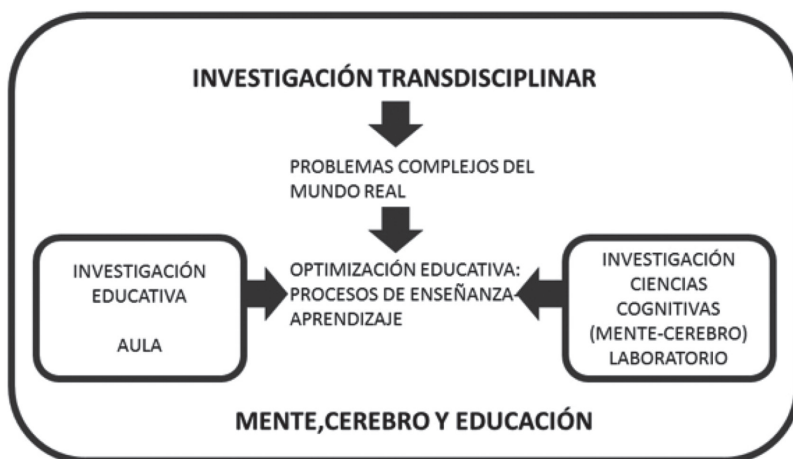 INVESTIGACIÓN TRANSDISCIPLINAR
PROBLEMAS COMPLEJOS DEL
MUNDO REAL
INVESTIGACIÓN
EDUCATIVA
AULA
OPTIMIZACIÓN EDUCATIVA:
PROCESOS DE ENSEÑANZA-
APRENDIZAJE
INVESTIGACIÓN
CIENCIAS
COGNITIVAS
(MENTE-CEREBRO)
LABORATORIO
MENTE,CEREBRO Y EDUCACIÓN